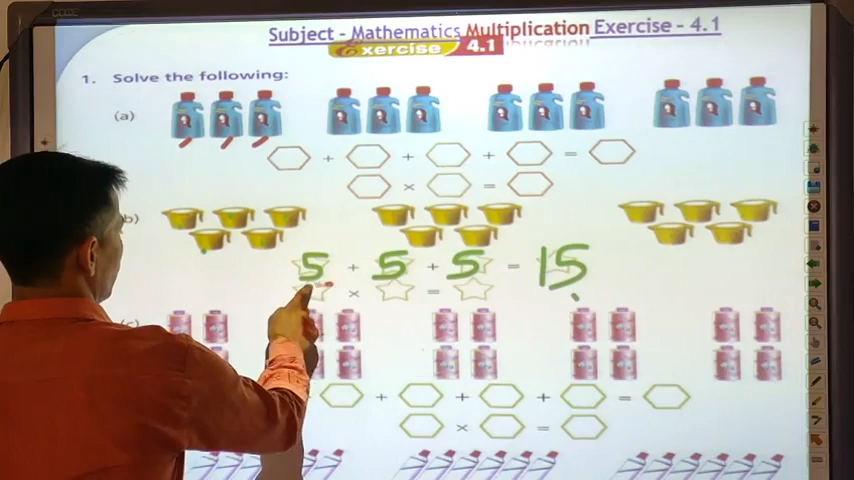 Subject - Mathematics Multiplication Exercise - 4.1
Exercise 4.1
1. Solve the following:
(a)
+ + + =
× =
b)
5 + 5 + 5 = 15
× =
(c)
+ + + =
× =